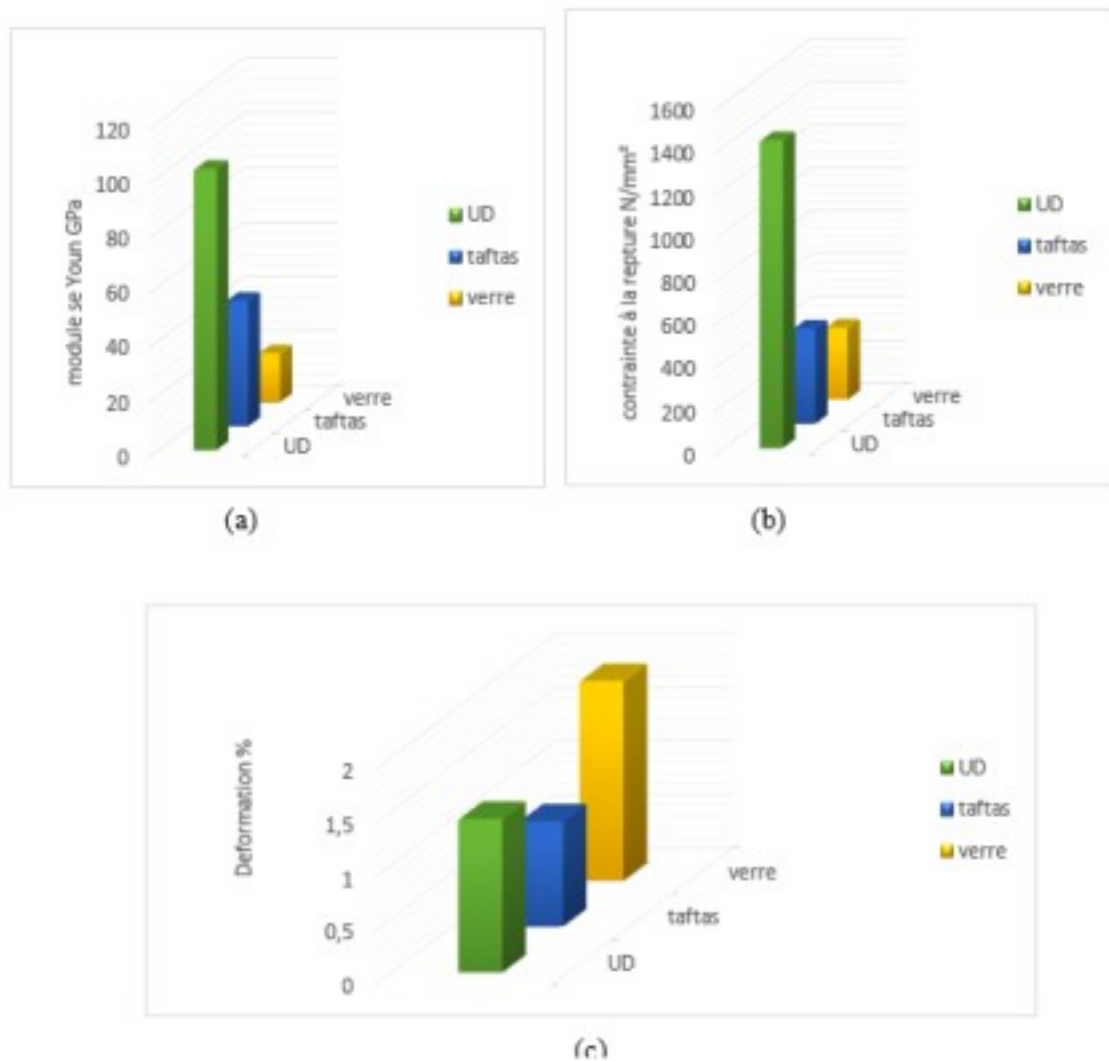 module se Youn GPa
120
100
80
60
40
20
0
verre
taftas
UD
UD
taftas
verre
(a)
contrainte à la repture N/mm²
1600
1400
1200
1000
800
600
400
200
0
verre
taftas
UD
UD
taftas
verre
(b)
Deformation %
2
1,5
1
0,5
0
verre
taftas
UD
UD
taftas
verre
(c)